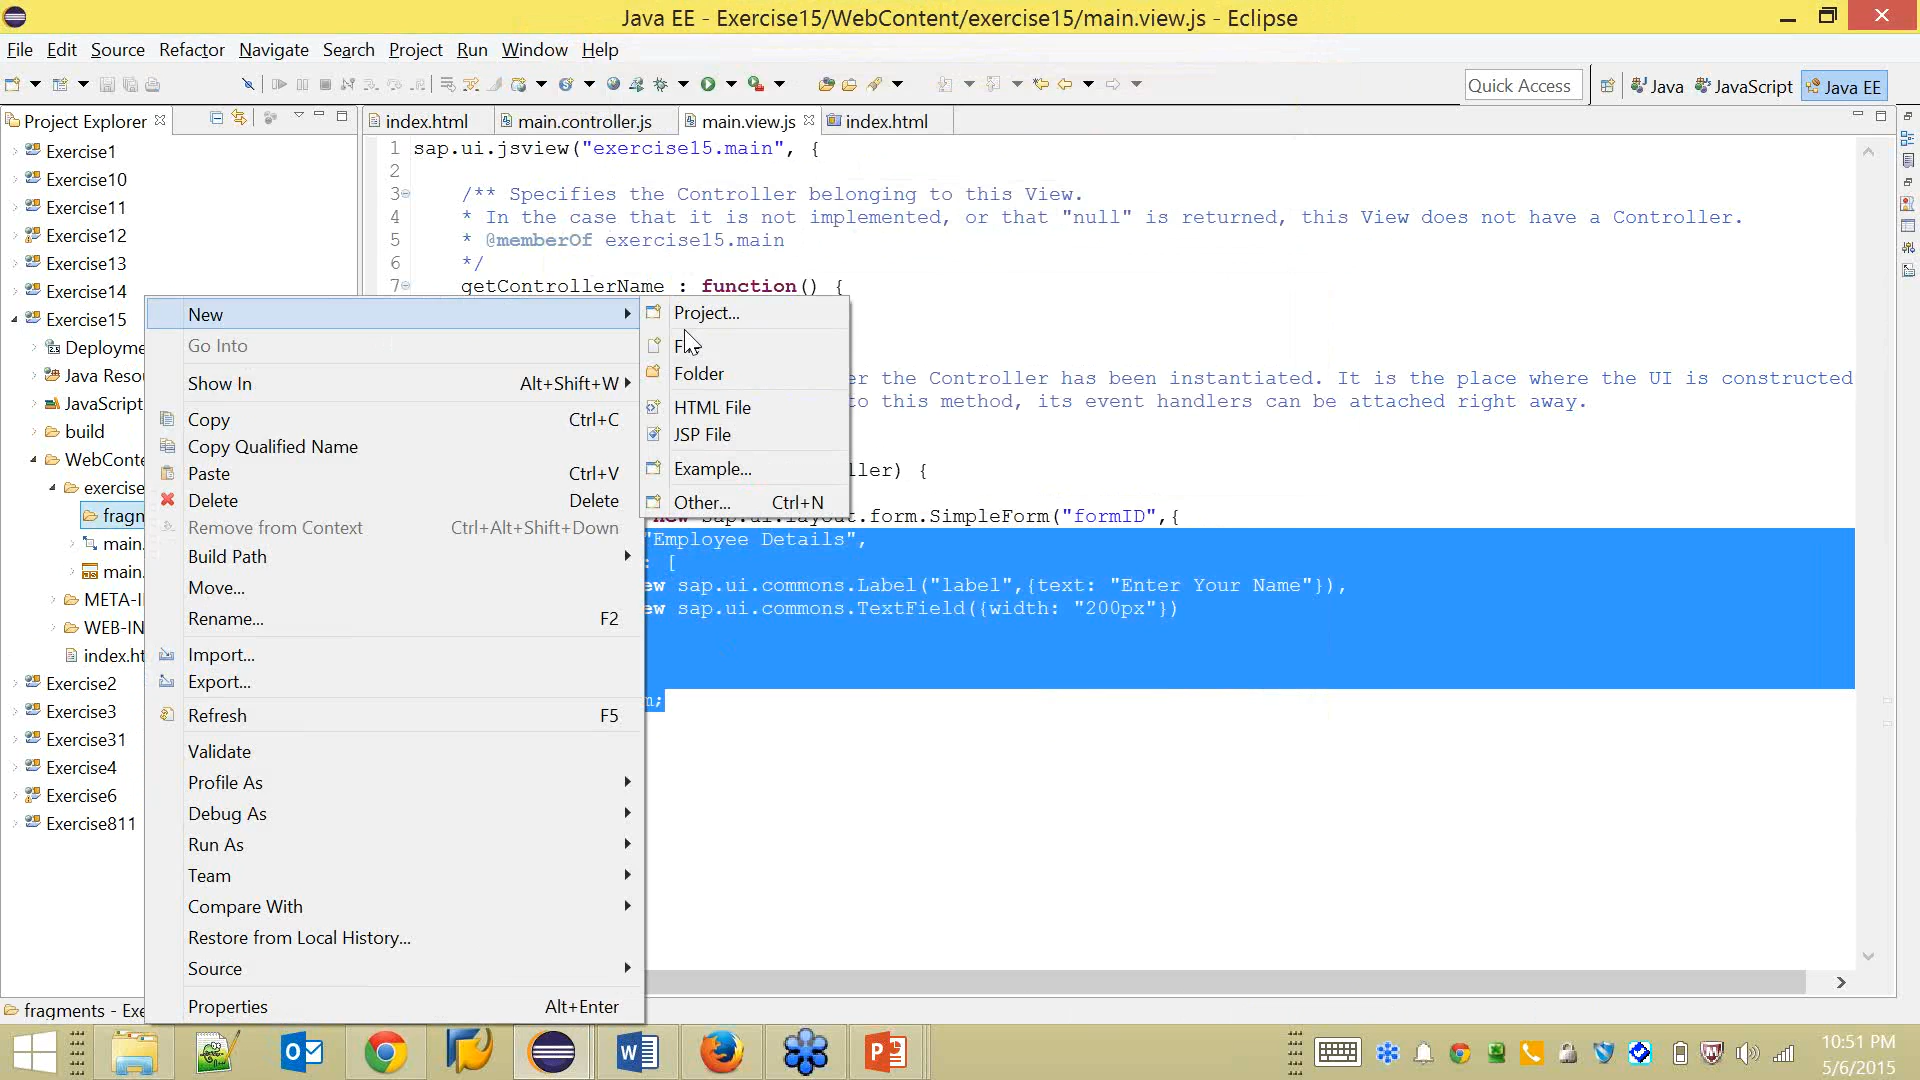 Java EE - Exercise15/WebContent/exercise15/main.view.js - Eclipse
File Edit Source Refactor Navigate Search Project Run Window Help
Quick Access Java JavaScript Java EE
Project Explorer
index.html main.controller.js main.view.js index.html
Exercise1
Exercise10
Exercise11
Exercise12
Exercise13
Exercise14
Exercise15
Deployme
Java Reso
JavaScript
build
WebConte
exercise
fragn
main.
main.
META-I
WEB-IN
index.ht
Exercise2
Exercise3
Exercise31
Exercise4
Exercise6
Exercise811
1 sap.ui.jsview("exercise15.main", {
2
3 /** Specifies the Controller belonging to this View.
4 * In the case that it is not implemented, or that "null" is returned, this View does not have a Controller.
5 * @memberOf exercise15.main
6 */
7 getControllerName : function() {
er the Controller has been instantiated. It is the place where the UI is constructed
to this method, its event handlers can be attached right away.
ller) {
new sap.ui.layout.form.SimpleForm("formID",{
"Employee Details",
: [
ew sap.ui.commons.Label("label",{text: "Enter Your Name"}),
ew sap.ui.commons.TextField({width: "200px"})
m;
New
Go Into
Show In Alt+Shift+W
Copy Ctrl+C
Copy Qualified Name
Paste Ctrl+V
Delete Delete
Remove from Context Ctrl+Alt+Shift+Down
Build Path
Move...
Rename... F2
Import...
Export...
Refresh F5
Validate
Profile As
Debug As
Run As
Team
Compare With
Restore from Local History...
Source
Properties Alt+Enter
Project...
Folder
HTML File
JSP File
Example...
Other... Ctrl+N
fragments - Exe
10:51 PM
5/6/2015